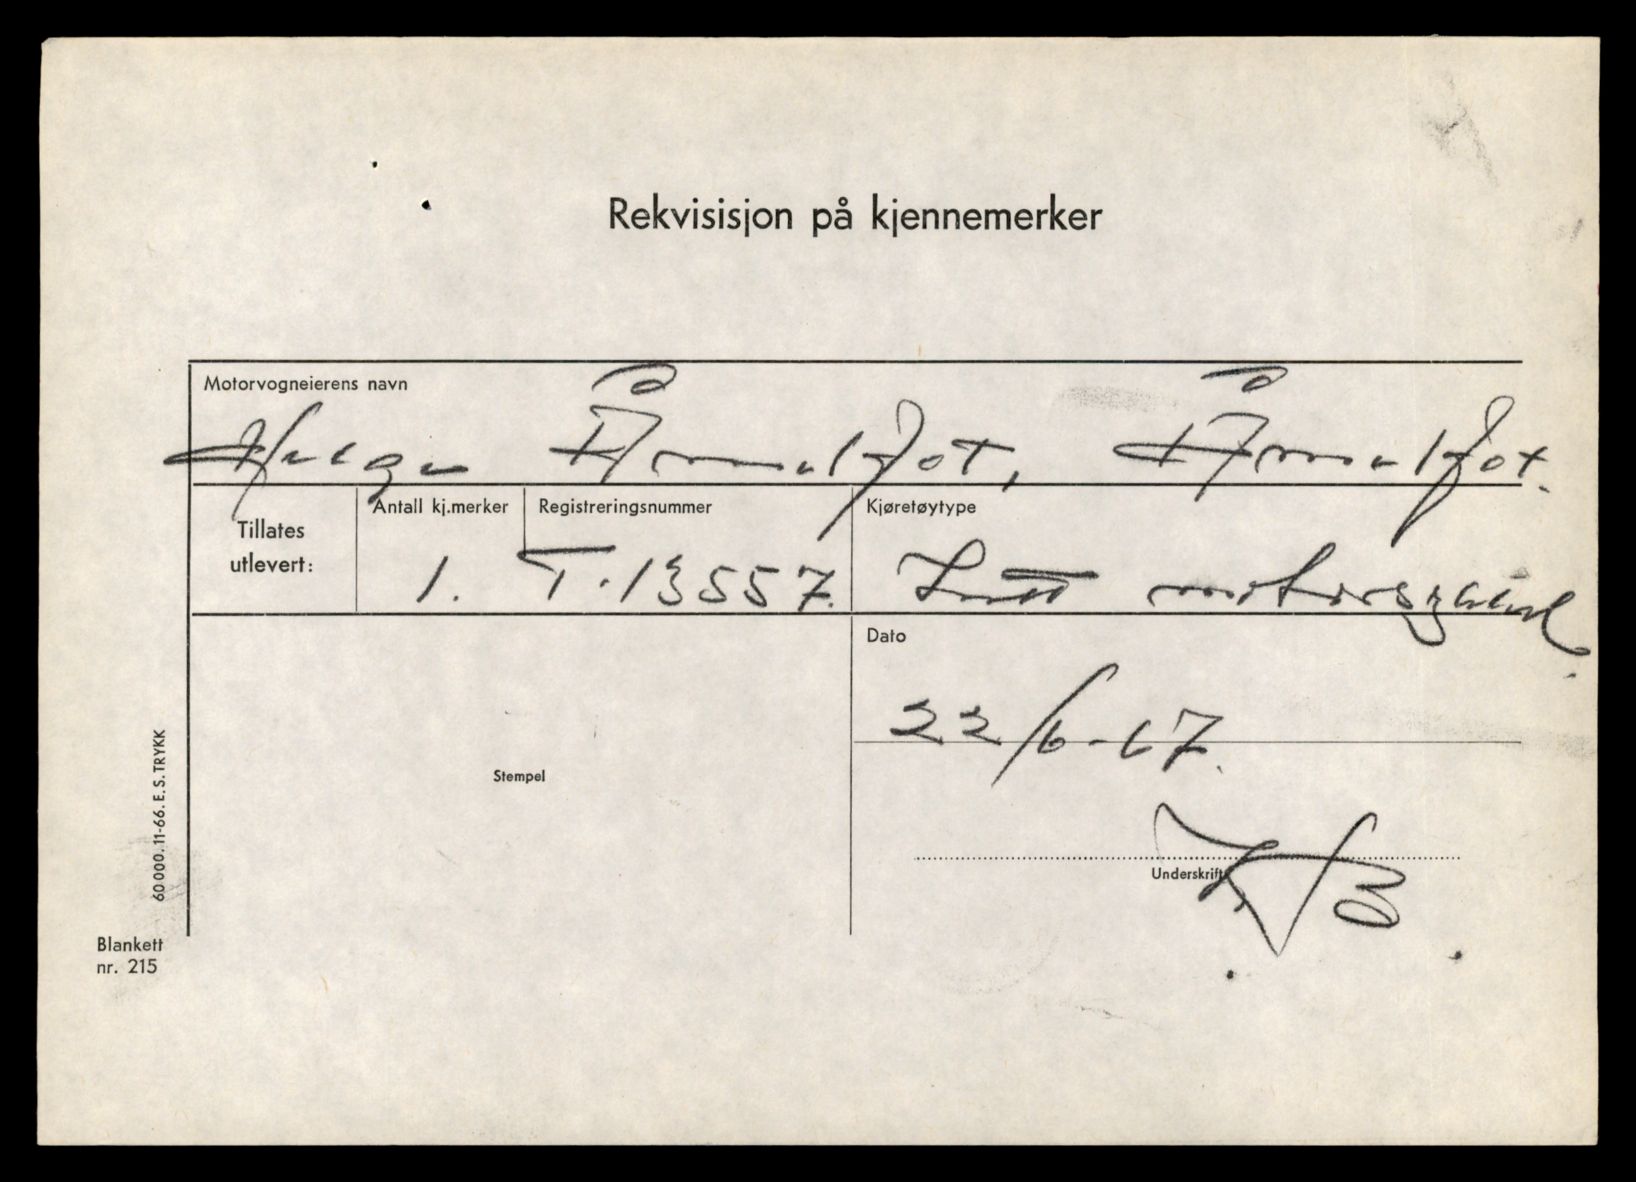 Rekvisisjon på kjennemerker
Motorvogneierens navn
Helge Åmelfot, Åmelfot.
Tillates utlevert:
Antall kj.merker
1.
Registreringsnummer
T-13557.
Kjøretøytype
Lett motorsykkel.
Dato
22/6-67.
Stempel
Underskrift
60 000. 11-66. E. S. TRYKK
Blankett
nr. 215